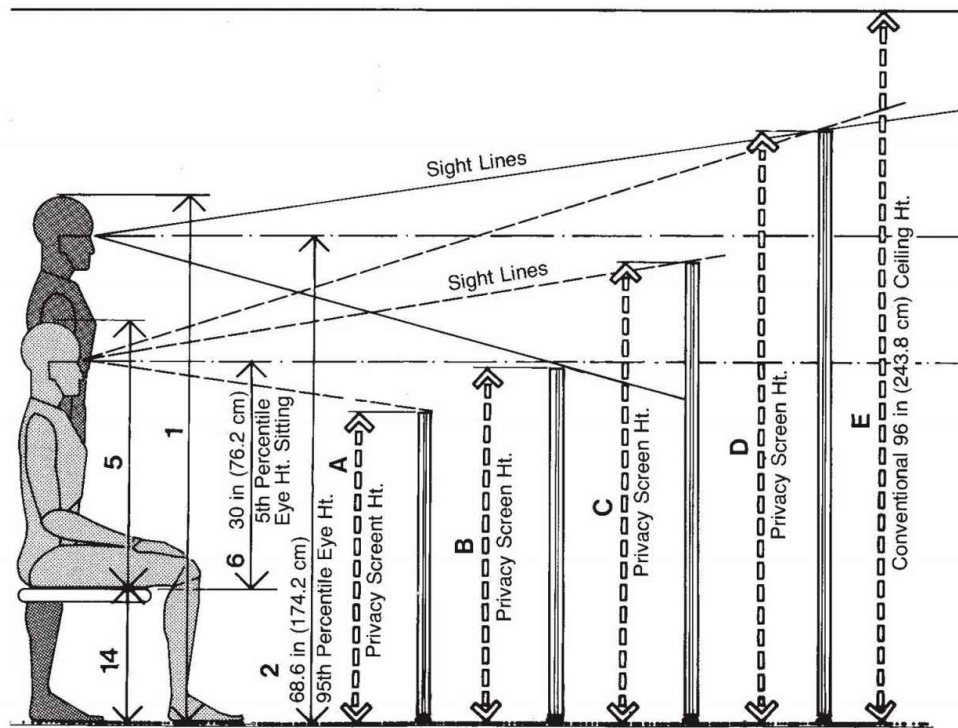 Sight Lines
Sight Lines
14
5
1
6
30 in (76.2 cm)
5th Percentile
Eye Ht. Sitting
2
68.6 in (174.2 cm)
95th Percentile Eye Ht.
A
Privacy Screent Ht.
B
Privacy Screen Ht.
C
Privacy Screen Ht.
D
Privacy Screen Ht.
E
Conventional 96 in (243.8 cm) Ceiling Ht.